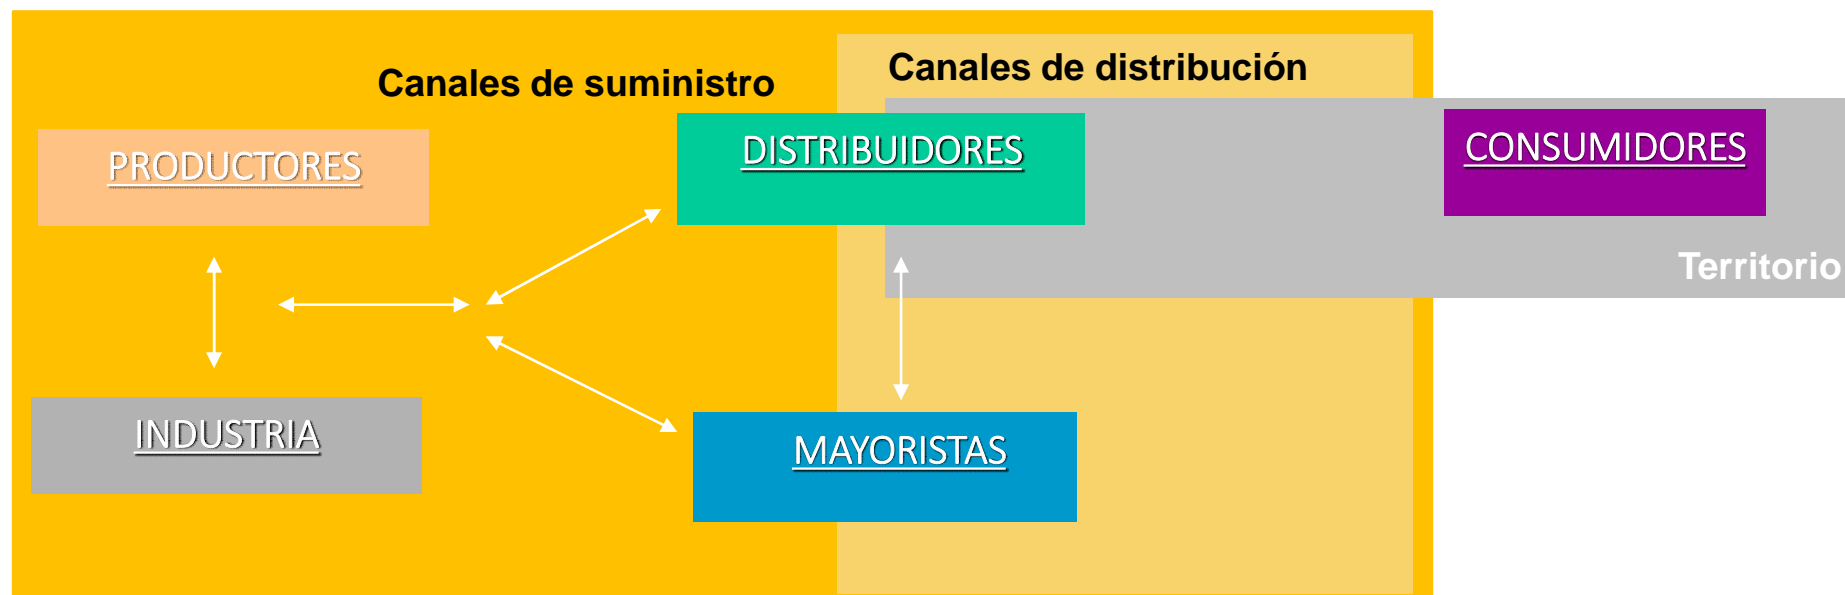 Canales de suministro
Canales de distribución
PRODUCTORES
DISTRIBUIDORES
CONSUMIDORES
Territorio
INDUSTRIA
MAYORISTAS